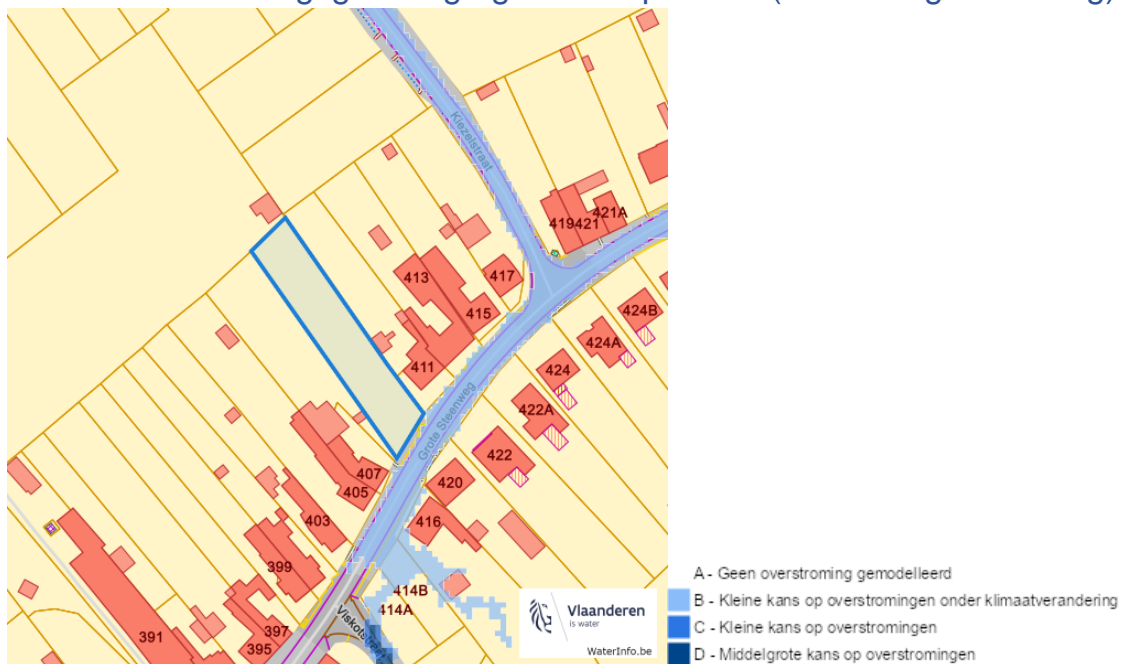 Kiezelstraat
419 421 421A
413
417
415
424B
424A
411
424
422A
Grote Steenweg
422
407
405
420
403
416
399
414B
414A
Viskotstraat
391
397
395
Vlaanderen
is water
WaterInfo.be
A - Geen overstroming gemodelleerd
B - Kleine kans op overstromingen onder klimaatverandering
C - Kleine kans op overstromingen
D - Middelgrote kans op overstromingen